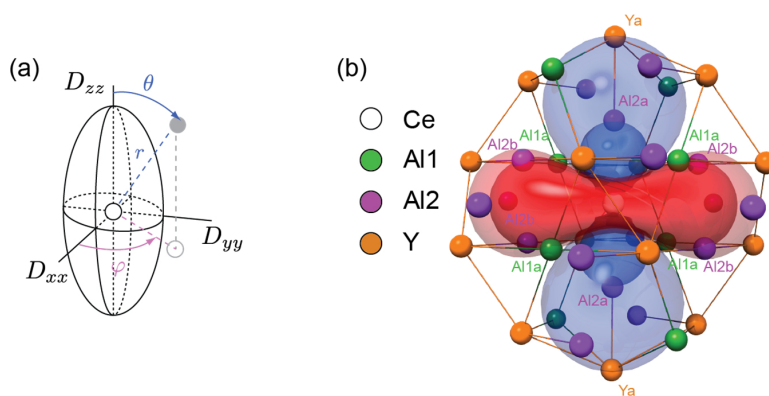 (a)
D_zz
θ
r
D_yy
D_xx
φ
Ce
Al1
Al2
Y
(b)
Ya
Al2a
Al1a
Al1a
Al2b
Al2b
Al2b
Al1a
Al1a
Al2b
Al2a
Ya